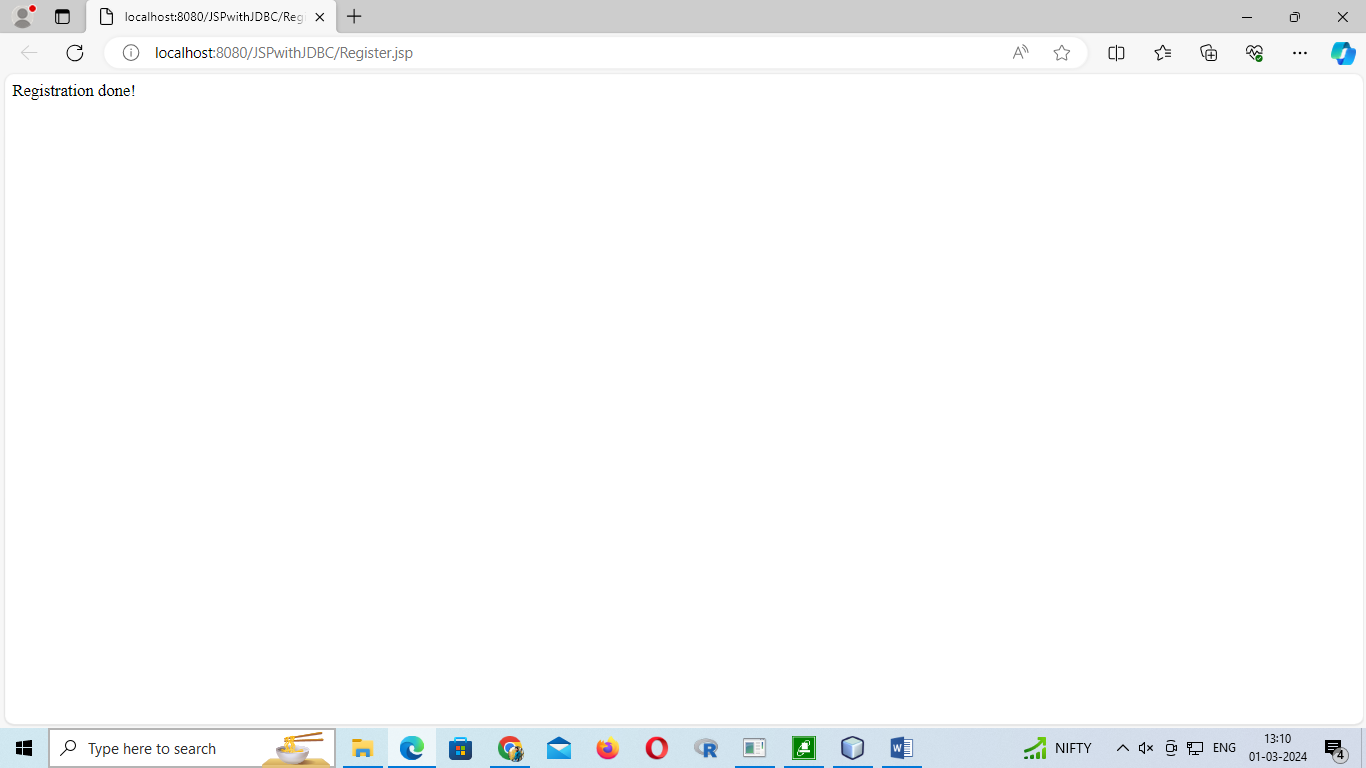 localhost:8080/JSPwithJDBC/Reg
localhost:8080/JSPwithJDBC/Register.jsp
Registration done!
Type here to search
NIFTY
ENG
13:10
01-03-2024
4